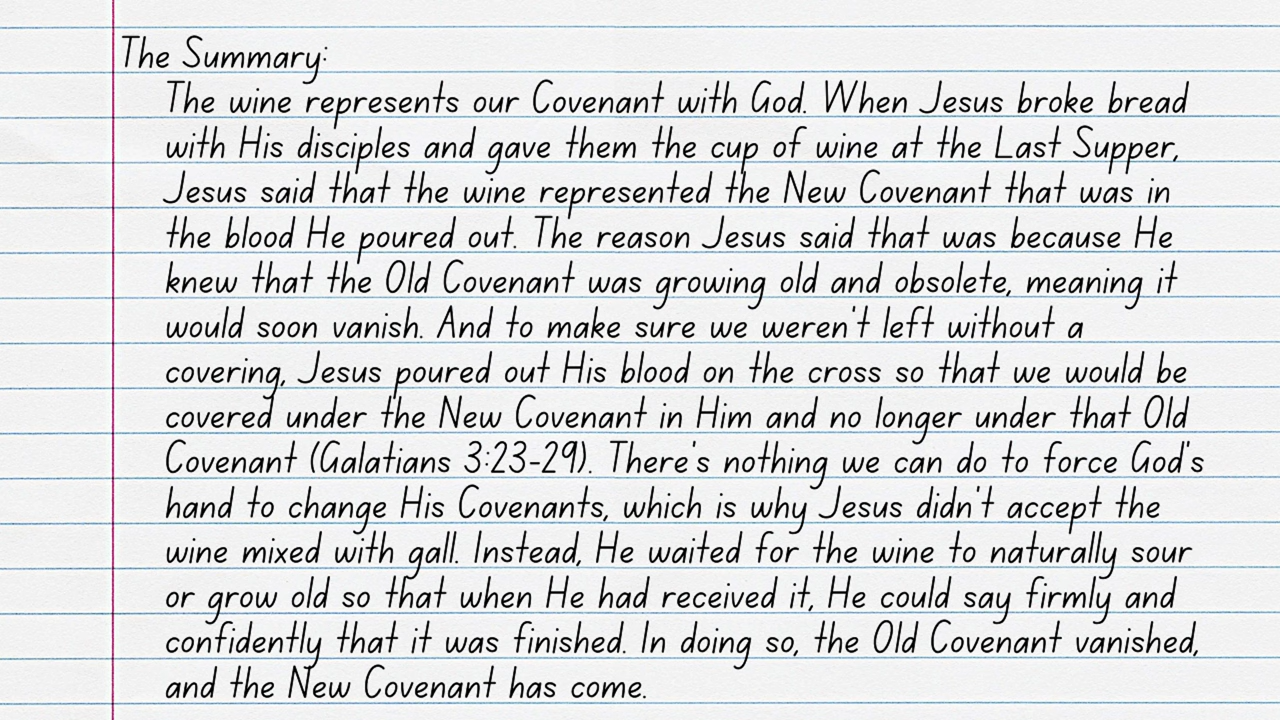 The Summary:
The wine represents our Covenant with God. When Jesus broke bread
with His disciples and gave them the cup of wine at the Last Supper,
Jesus said that the wine represented the New Covenant that was in
the blood He poured out. The reason Jesus said that was because He
knew that the Old Covenant was growing old and obsolete, meaning it
would soon vanish. And to make sure we weren't left without a
covering, Jesus poured out His blood on the cross so that we would be
covered under the New Covenant in Him and no longer under that Old
Covenant (Galatians 3:23-29). There's nothing we can do to force God's
hand to change His Covenants, which is why Jesus didn't accept the
wine mixed with gall. Instead, He waited for the wine to naturally sour
or grow old so that when He had received it, He could say firmly and
confidently that it was finished. In doing so, the Old Covenant vanished,
and the New Covenant has come.